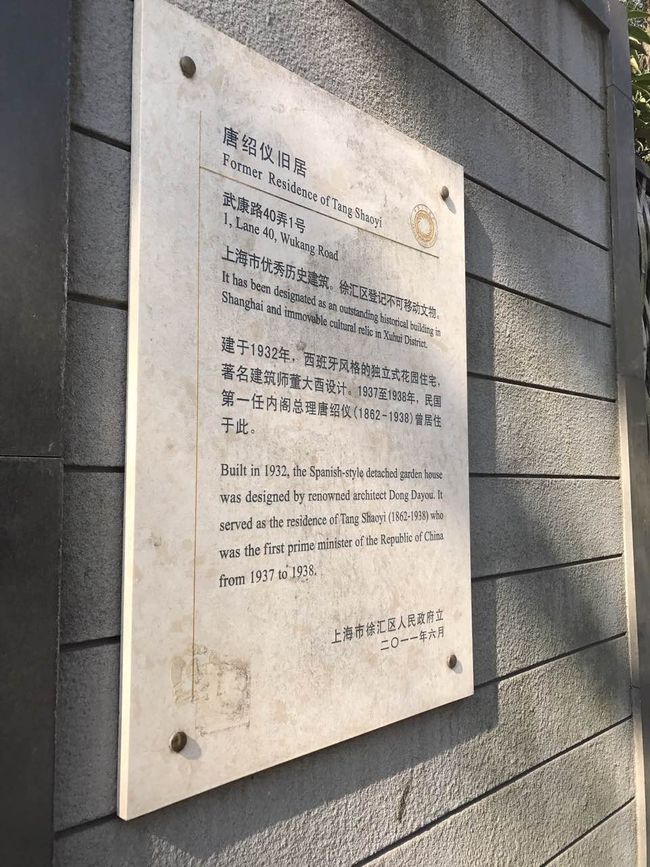 唐绍仪旧居
Former Residence of Tang Shaoyi
武康路40弄1号
1, Lane 40, Wukang Road
上海市优秀历史建筑。徐汇区登记不可移动文物。
It has been designated as an outstanding historical building in
Shanghai and immovable cultural relic in Xuhui District.
建于1932年，西班牙风格的独立式花园住宅，
著名建筑师董大酉设计。1937至1938年，民国
第一任内阁总理唐绍仪(1862-1938)曾居住
于此。
Built in 1932, the Spanish-style detached garden house
was designed by renowned architect Dong Dayou. It
served as the residence of Tang Shaoyi (1862-1938) who
was the first prime minister of the Republic of China
from 1937 to 1938.
上海市徐汇区人民政府立
二〇一一年六月